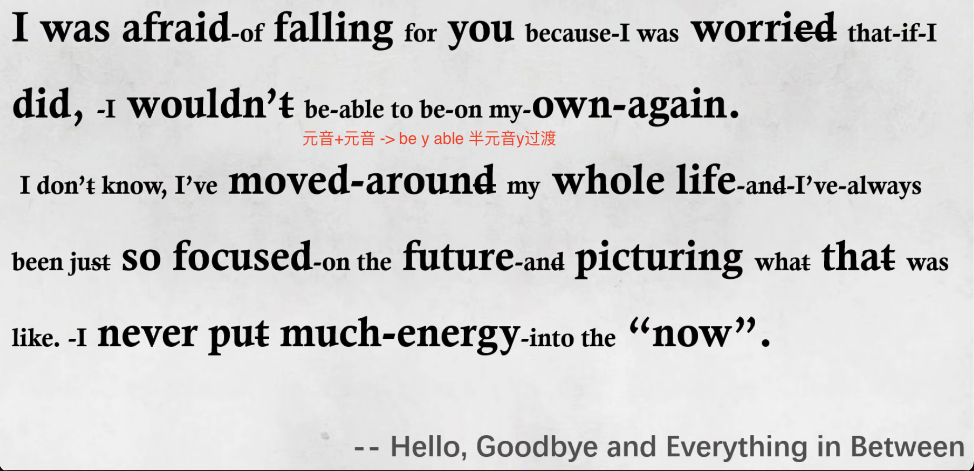 I was afraid-of falling for you because-I was worried that-if-I
did, -I wouldn't be-able to be-on my-own-again.
元音+元音 -> be y able 半元音y过渡
I don't know, I've moved-around my whole life-and-I've-always
been just so focused-on the future-and picturing what that was
like. -I never put much-energy-into the “now”.
-- Hello, Goodbye and Everything in Between